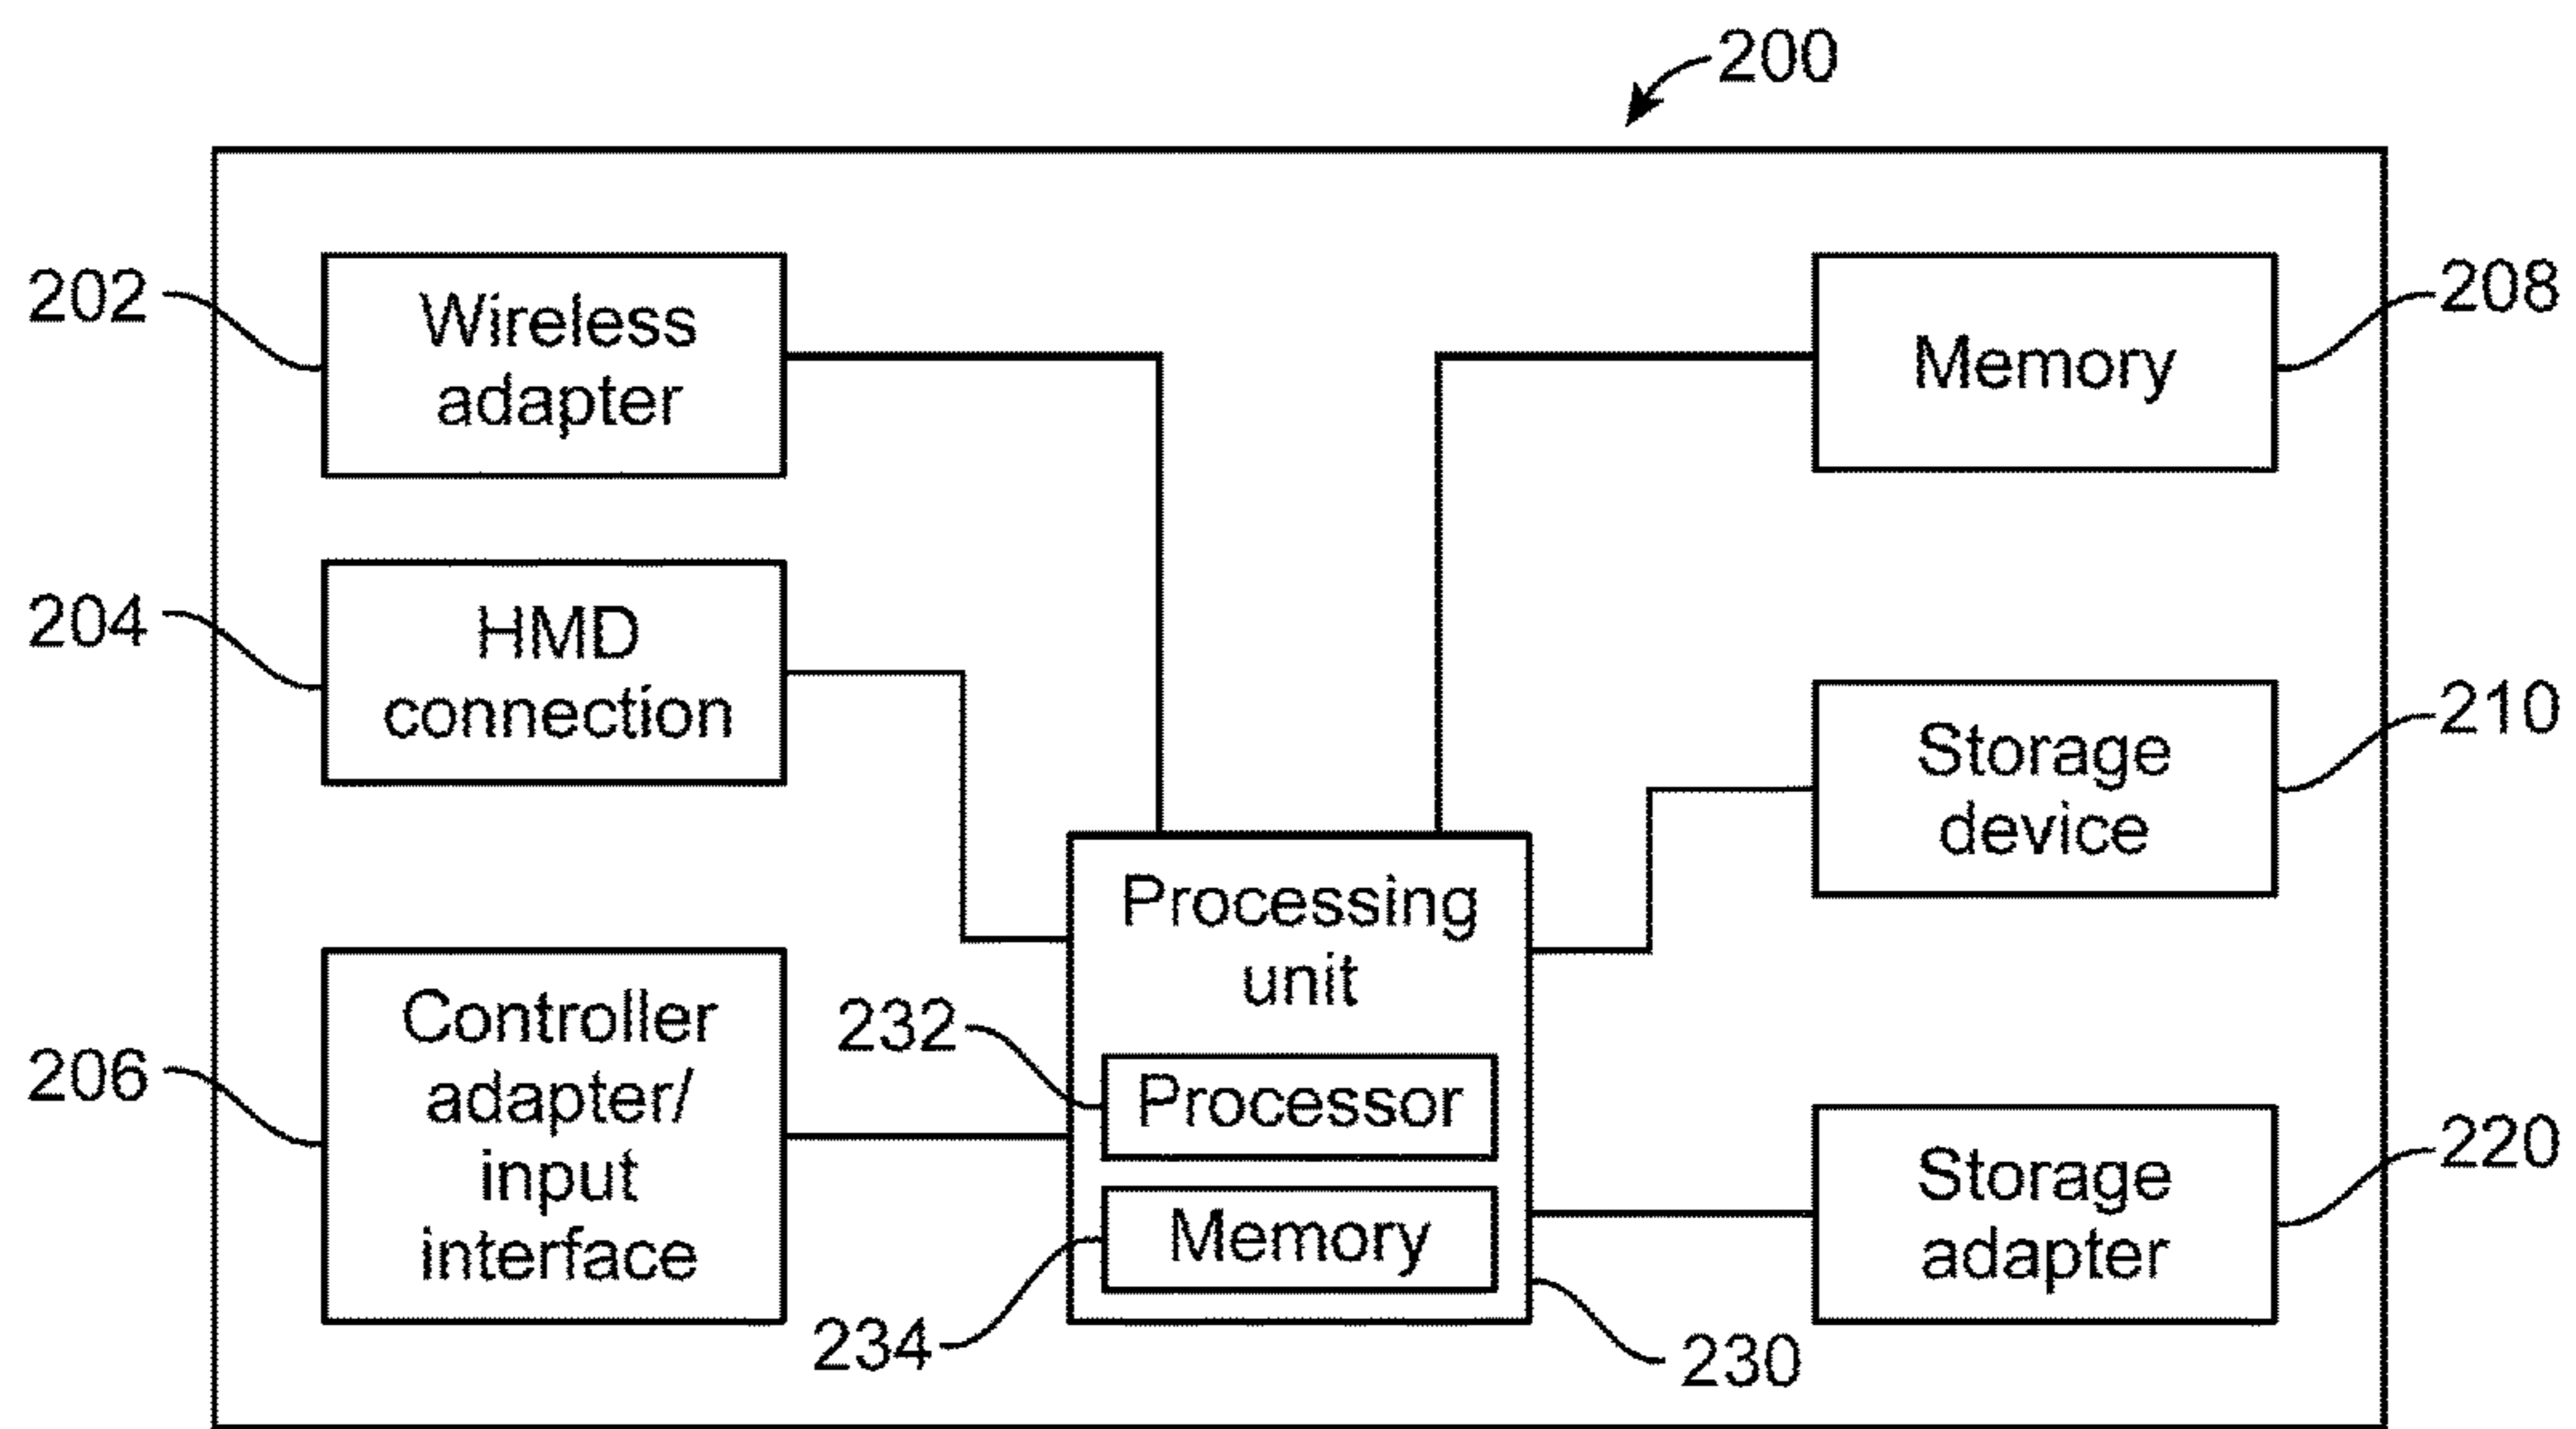 200
202
Wireless
adapter
Memory
208
204
HMD
connection
Storage
device
210
206
Controller
adapter/
input
interface
Processing
unit
232
Processor
234
Memory
230
Storage
adapter
220